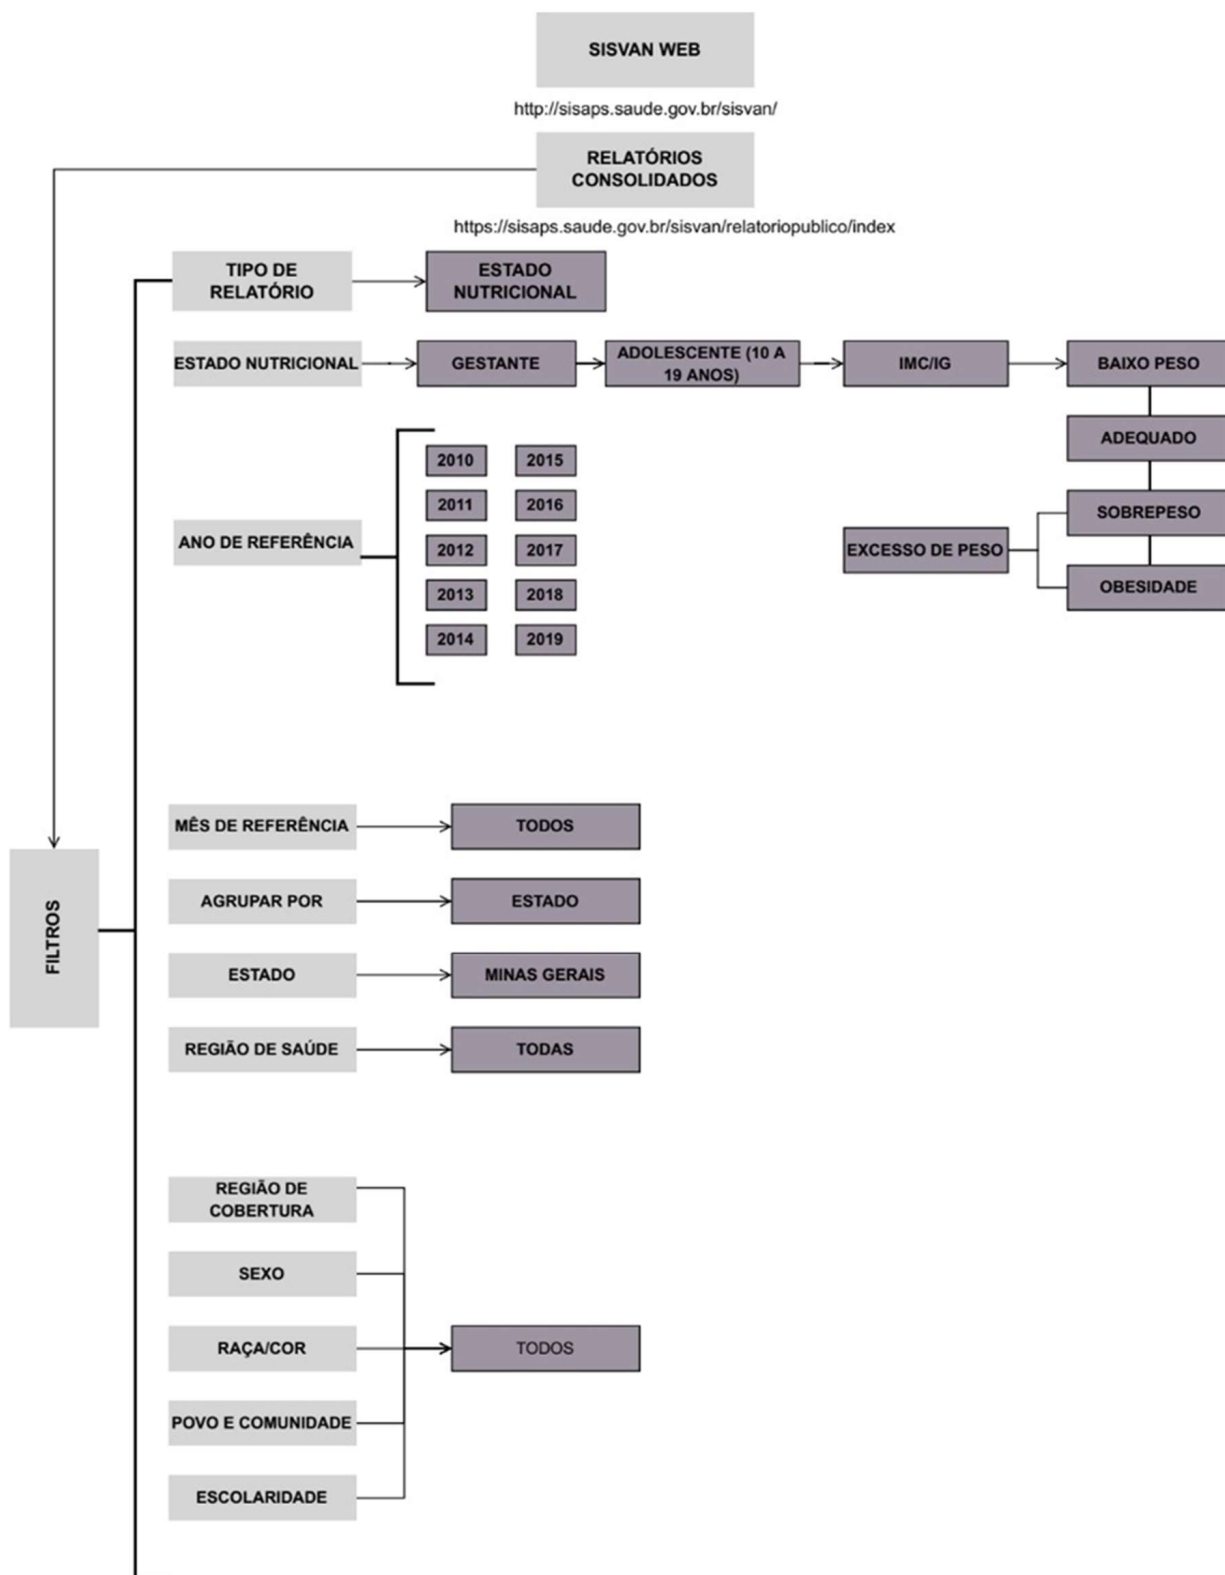 SISVAN WEB
http://sisaps.saude.gov.br/sisvan/
RELATÓRIOS
CONSOLIDADOS
https://sisaps.saude.gov.br/sisvan/relatoriopublico/index
TIPO DE
RELATÓRIO
ESTADO
NUTRICIONAL
ESTADO NUTRICIONAL
GESTANTE
ADOLESCENTE (10 A
19 ANOS)
IMC/IG
BAIXO PESO
ADEQUADO
SOBREPESO
OBESIDADE
EXCESSO DE PESO
ANO DE REFERÊNCIA
2010
2011
2012
2013
2014
2015
2016
2017
2018
2019
FILTROS
MÊS DE REFERÊNCIA
TODOS
AGRUPAR POR
ESTADO
ESTADO
MINAS GERAIS
REGIÃO DE SAÚDE
TODAS
REGIÃO DE
COBERTURA
SEXO
RAÇA/COR
POVO E COMUNIDADE
ESCOLARIDADE
TODOS